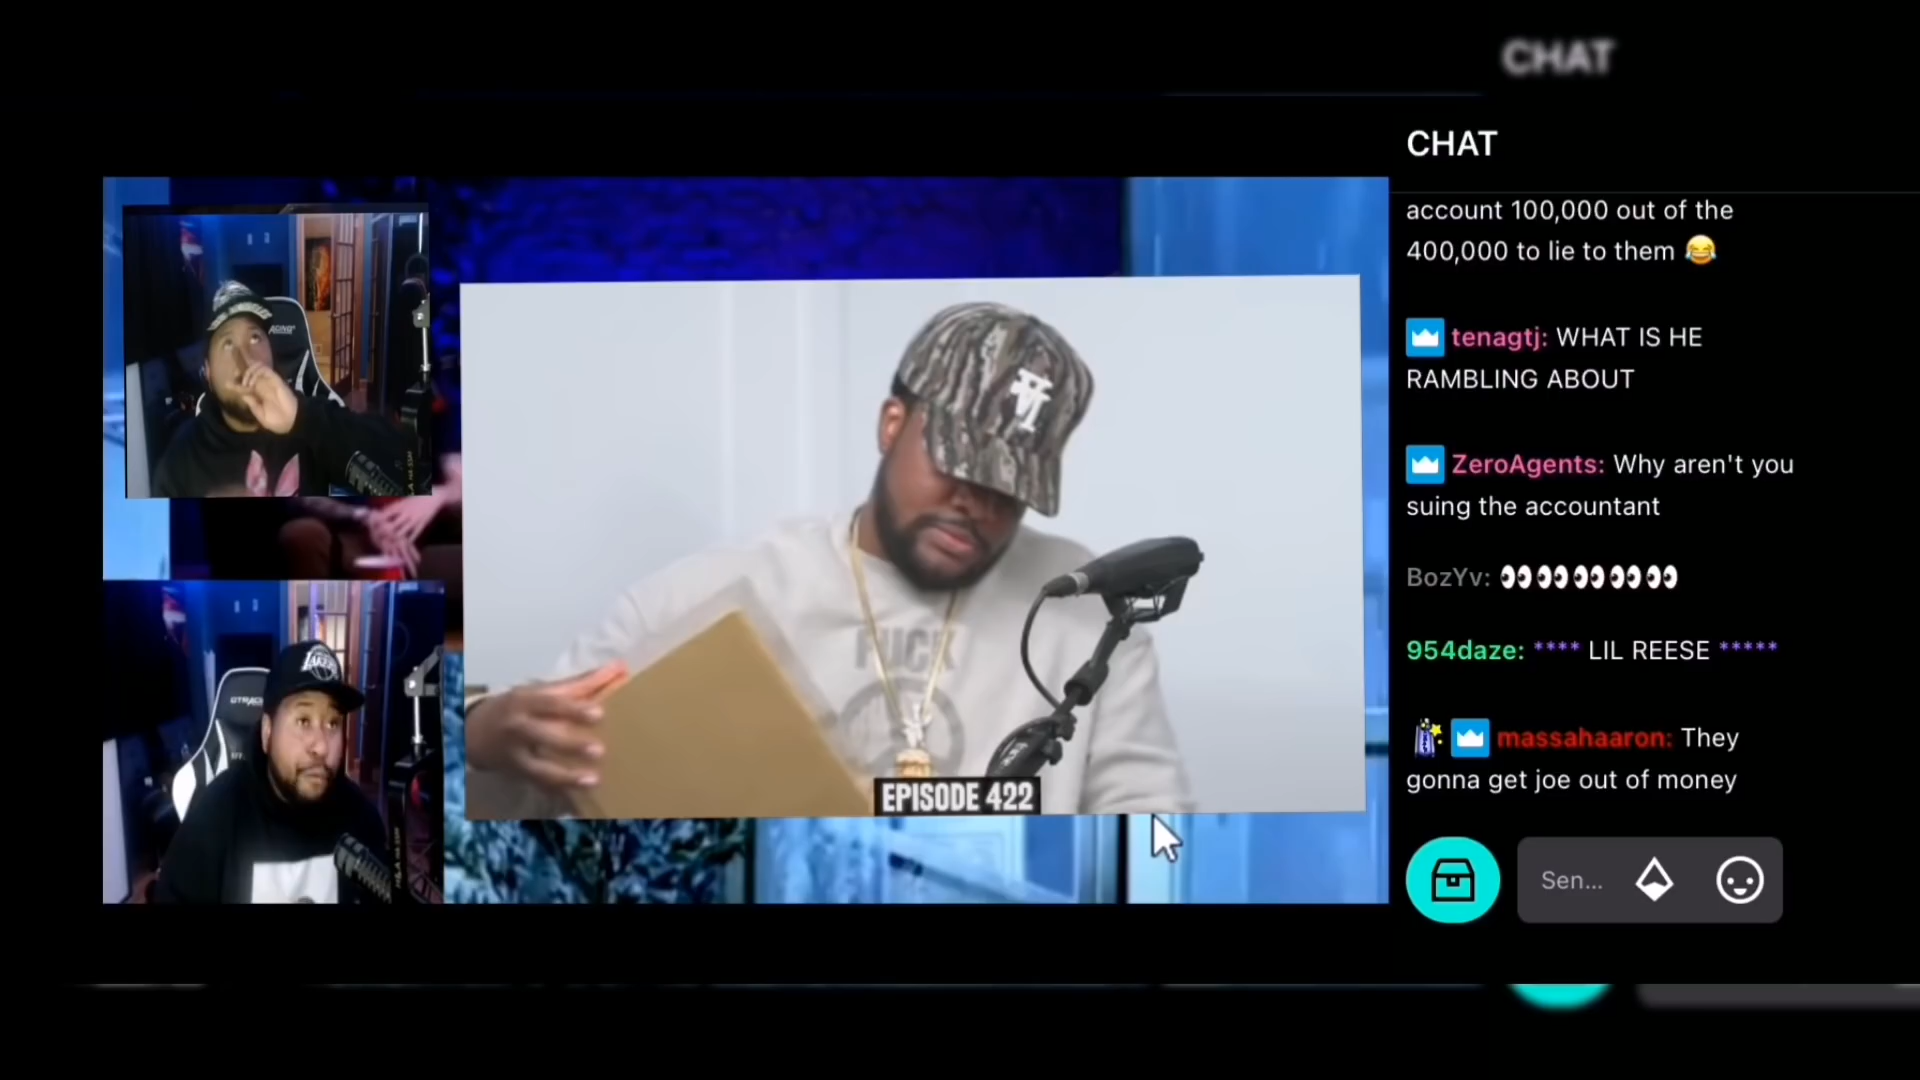 CHAT
CHAT
account 100,000 out of the
400,000 to lie to them 😂
tenagtj: WHAT IS HE
RAMBLING ABOUT
ZeroAgents: Why aren't you
suing the accountant
BozYv: 👀👀👀👀👀
954daze: **** LIL REESE *****
massahaaron: They
gonna get joe out of money
Sen...
LAKERS
FUCK
EPISODE 422